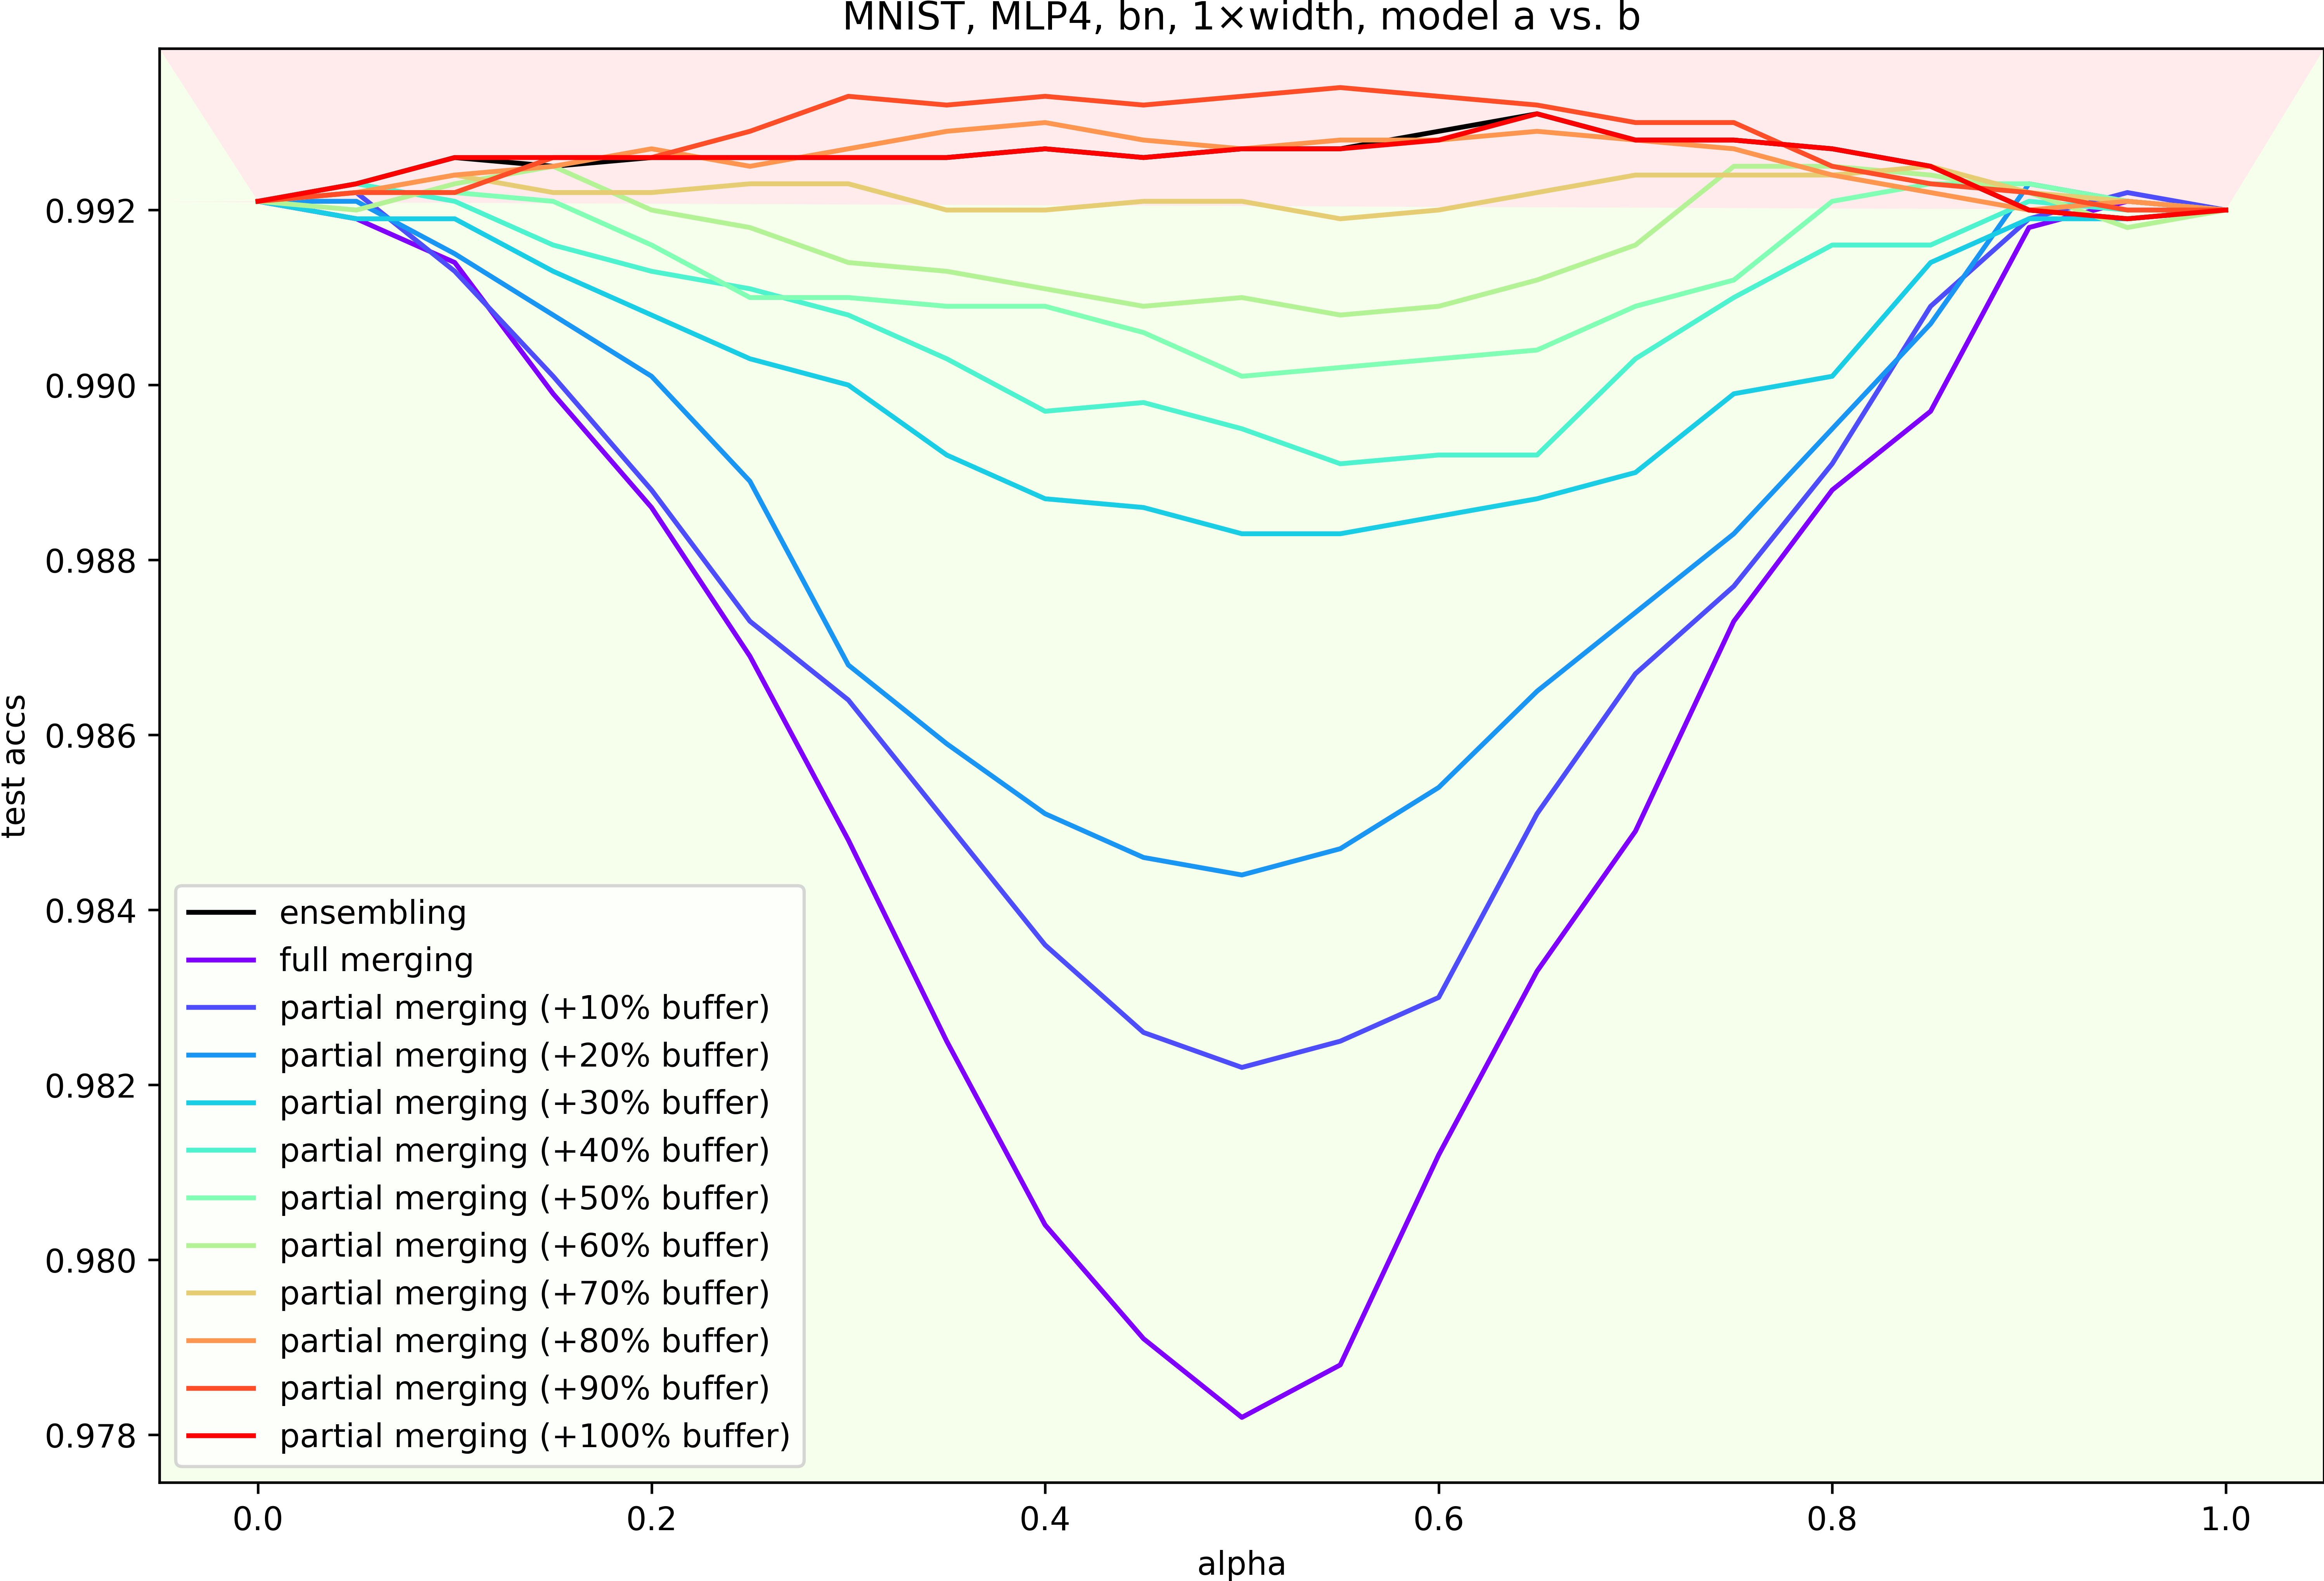 MNIST, MLP4, bn, 1×width, model a vs. b
test accs
0.992
0.990
0.988
0.986
0.984
0.982
0.980
0.978
ensembling
full merging
partial merging (+10% buffer)
partial merging (+20% buffer)
partial merging (+30% buffer)
partial merging (+40% buffer)
partial merging (+50% buffer)
partial merging (+60% buffer)
partial merging (+70% buffer)
partial merging (+80% buffer)
partial merging (+90% buffer)
partial merging (+100% buffer)
0.0 0.2 0.4 0.6 0.8 1.0
alpha